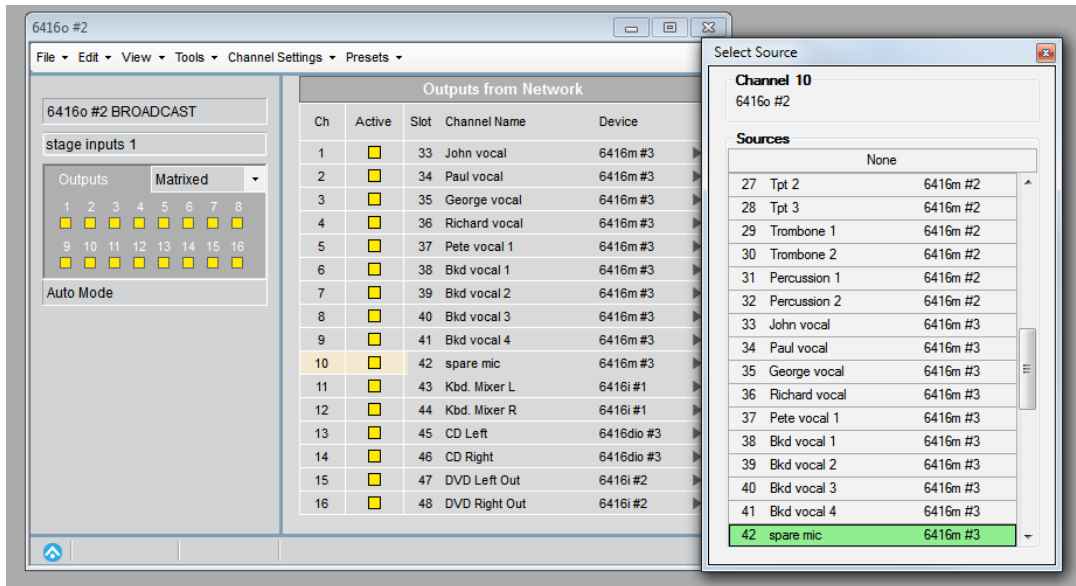 6416o #2
File Edit View Tools Channel Settings Presets
6416o #2 BROADCAST
stage inputs 1
Outputs Matrixed
1 2 3 4 5 6 7 8
9 10 11 12 13 14 15 16
Auto Mode
Outputs from Network
Ch Active Slot Channel Name Device
1 33 John vocal 6416m #3
2 34 Paul vocal 6416m #3
3 35 George vocal 6416m #3
4 36 Richard vocal 6416m #3
5 37 Pete vocal 1 6416m #3
6 38 Bkd vocal 1 6416m #3
7 39 Bkd vocal 2 6416m #3
8 40 Bkd vocal 3 6416m #3
9 41 Bkd vocal 4 6416m #3
10 42 spare mic 6416m #3
11 43 Kbd. Mixer L 6416i #1
12 44 Kbd. Mixer R 6416i #1
13 45 CD Left 6416dio #3
14 46 CD Right 6416dio #3
15 47 DVD Left Out 6416i #2
16 48 DVD Right Out 6416i #2
Select Source
Channel 10
6416o #2
Sources
None
27 Tpt 2 6416m #2
28 Tpt 3 6416m #2
29 Trombone 1 6416m #2
30 Trombone 2 6416m #2
31 Percussion 1 6416m #2
32 Percussion 2 6416m #2
33 John vocal 6416m #3
34 Paul vocal 6416m #3
35 George vocal 6416m #3
36 Richard vocal 6416m #3
37 Pete vocal 1 6416m #3
38 Bkd vocal 1 6416m #3
39 Bkd vocal 2 6416m #3
40 Bkd vocal 3 6416m #3
41 Bkd vocal 4 6416m #3
42 spare mic 6416m #3